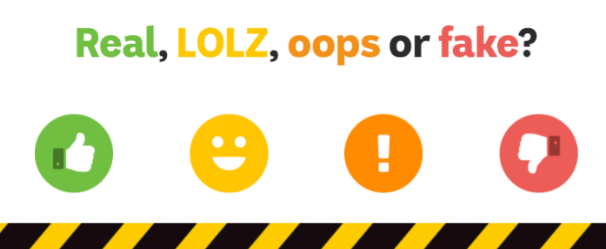 Real, LOLZ, oops or fake?